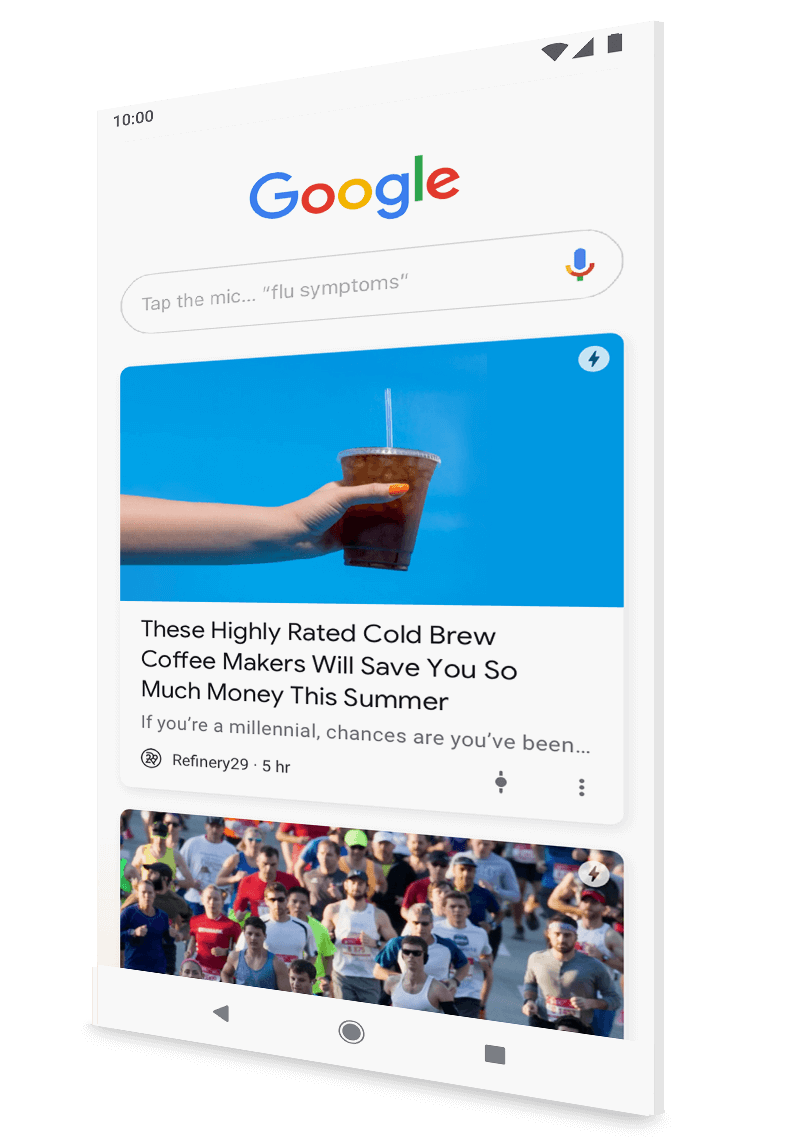 10:00
Google
Tap the mic... “flu symptoms”
These Highly Rated Cold Brew
Coffee Makers Will Save You So
Much Money This Summer
If you’re a millennial, chances are you’ve been...
Refinery29 · 5 hr